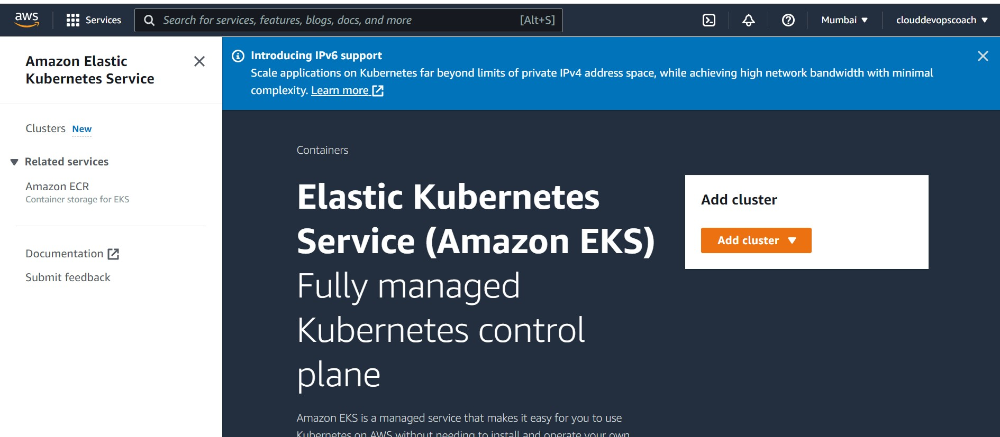 aws
Services
Search for services, features, blogs, docs, and more
[Alt+S]
Mumbai
clouddevopscoach
Amazon Elastic
Kubernetes Service
Clusters New
Related services
Amazon ECR
Container storage for EKS
Documentation
Submit feedback
Introducing IPv6 support
Scale applications on Kubernetes far beyond limits of private IPv4 address space, while achieving high network bandwidth with minimal
complexity. Learn more
Containers
Elastic Kubernetes
Service (Amazon EKS)
Fully managed
Kubernetes control
plane
Amazon EKS is a managed service that makes it easy for you to use
Kubernetes on AWS without needing to install and operate your own
Add cluster
Add cluster